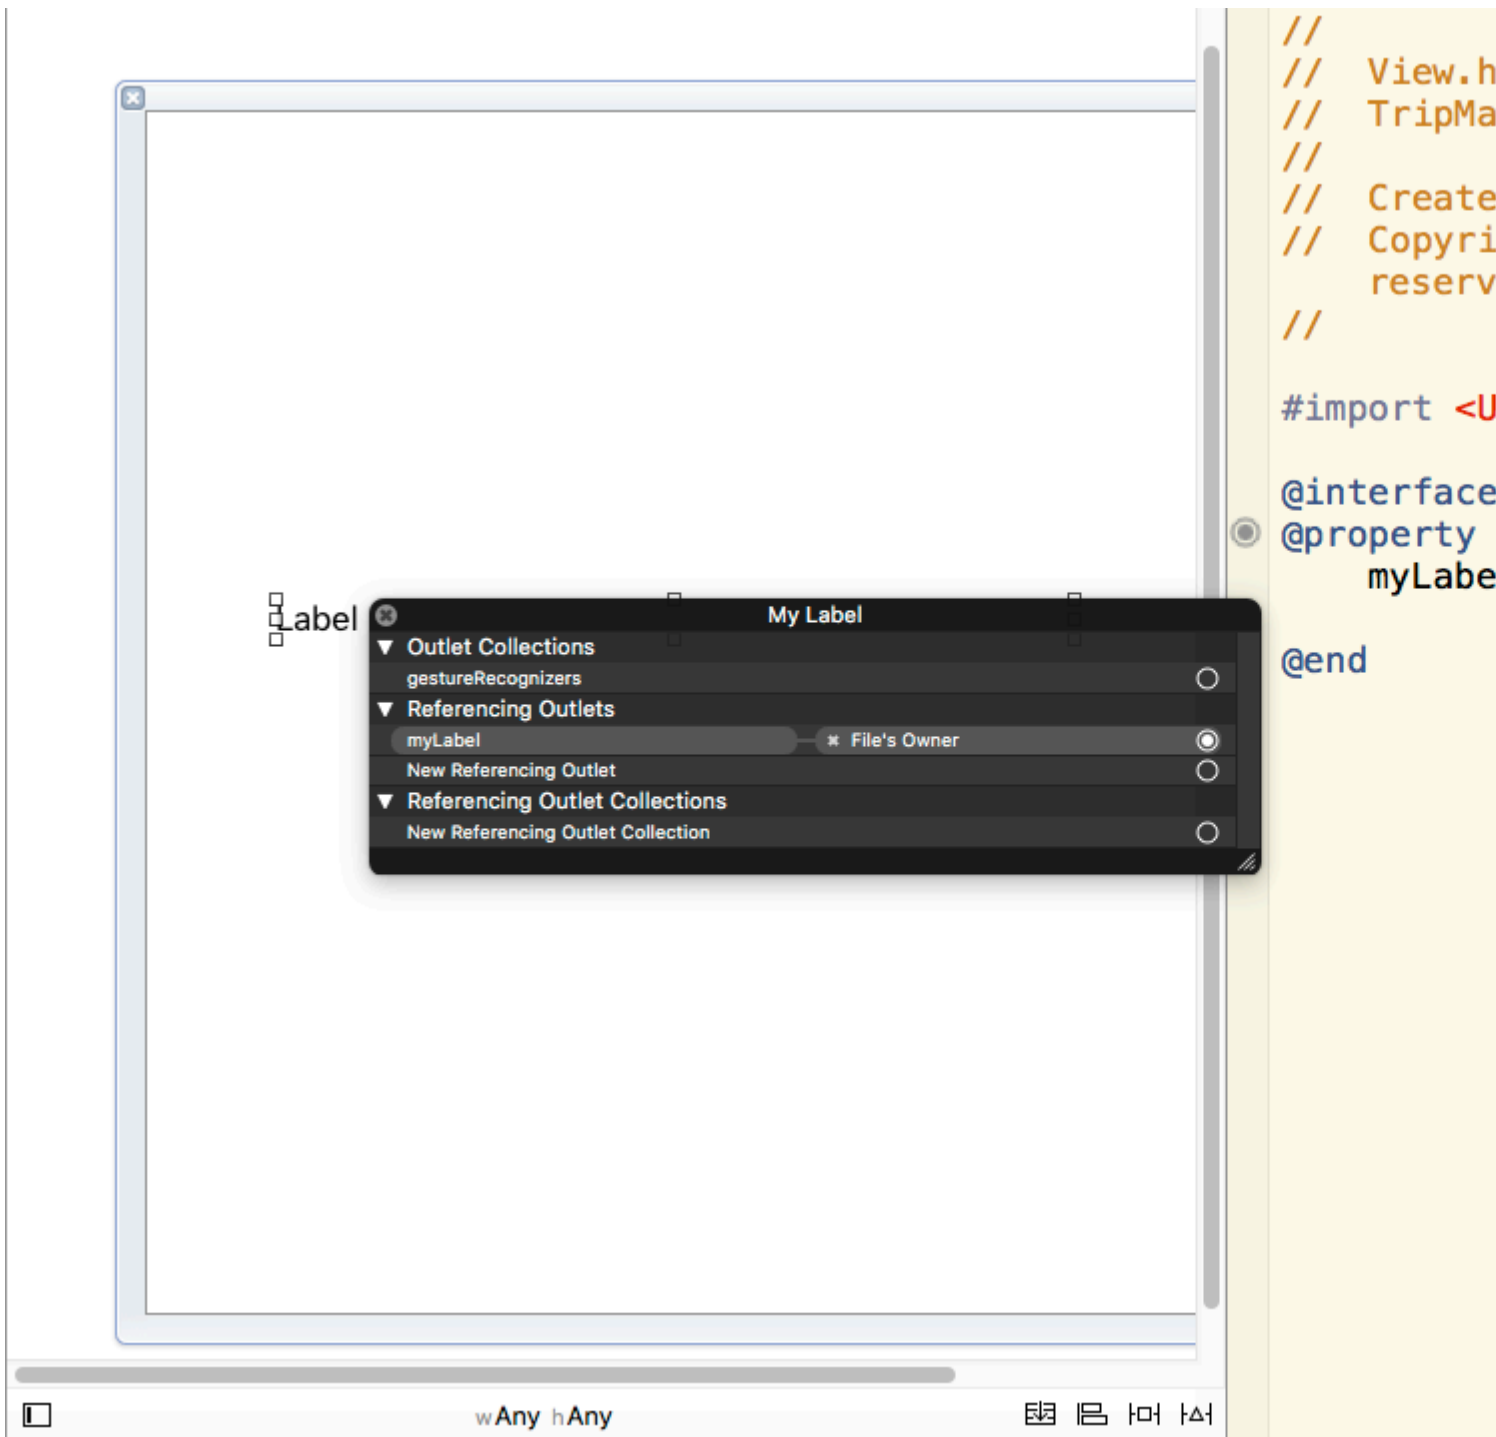 Label
My Label
Outlet Collections
gestureRecognizers
Referencing Outlets
myLabel File's Owner
New Referencing Outlet
Referencing Outlet Collections
New Referencing Outlet Collection
wAny hAny
//
// View.h
// TripMa
//
// Create
// Copyri
reserv
//
#import <U
@interface
@property
myLabe
@end